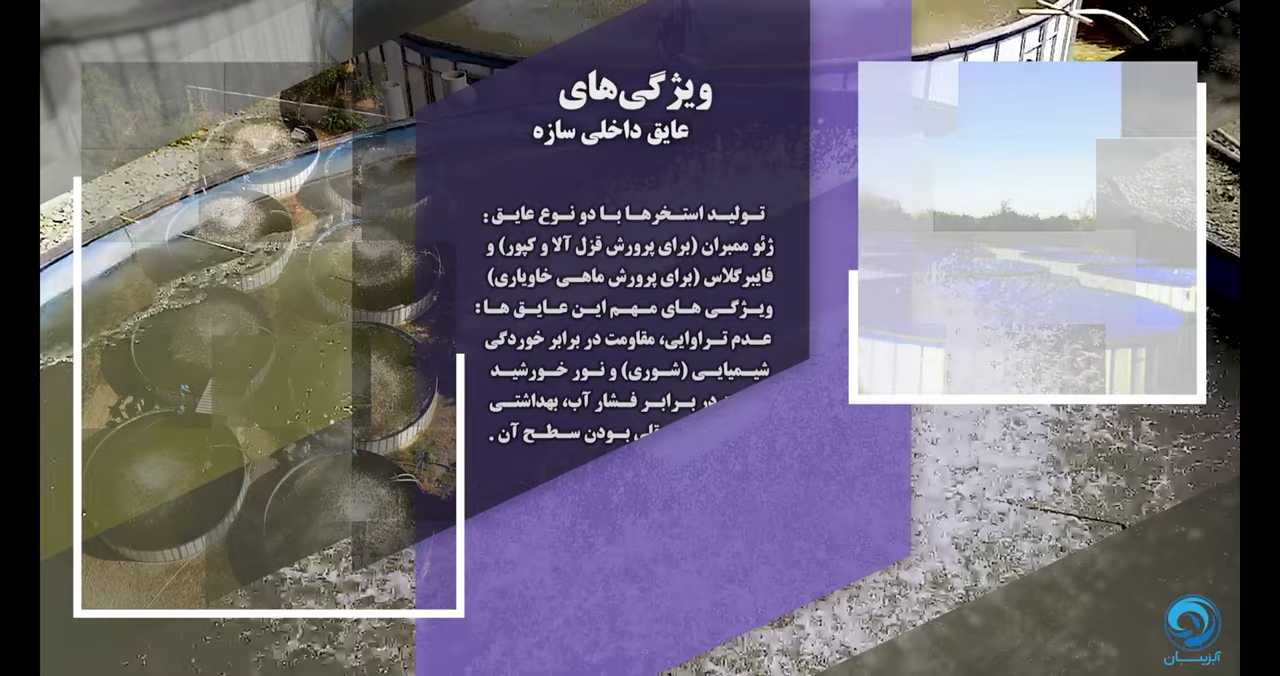 ویژگی‌های
عایق داخلی سازه
تولید استخرها با دو نوع عایق :
ژئو ممبران (برای پرورش قزل آلا و کپور) و
فایبرگلاس (برای پرورش ماهی خاویاری)
ویژگی های مهم این عایق ها :
عدم تراوایی، مقاومت در برابر خوردگی
شیمیایی (شوری) و نور خورشید
در برابر فشار آب، بهداشتی
بودن سطح آن .
آبزیبان